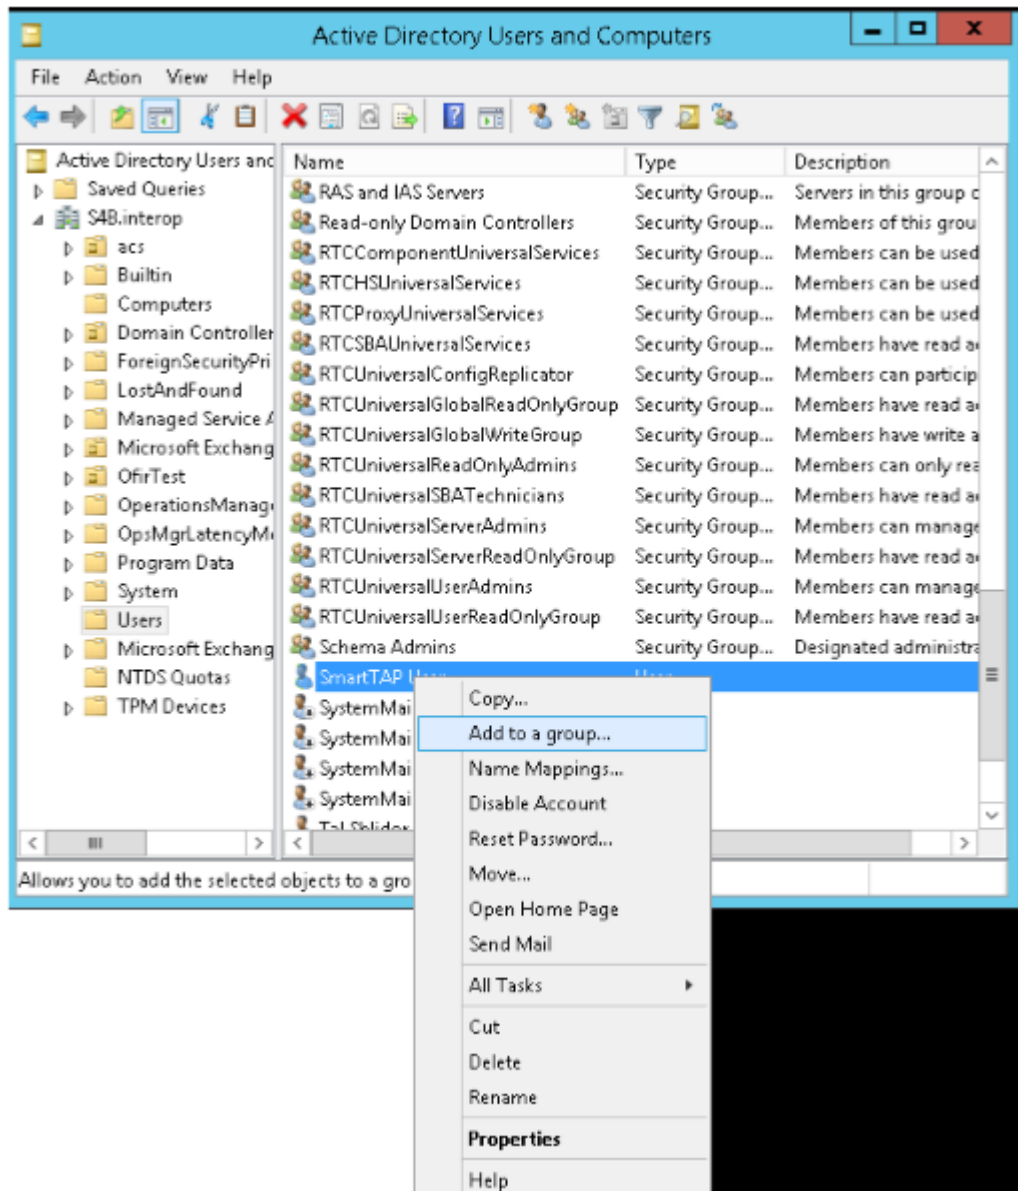 Active Directory Users and Computers
File Action View Help
Active Directory Users and
Saved Queries
S4B.interop
acs
Builtin
Computers
Domain Controller
ForeignSecurityPri
LostAndFound
Managed Service A
Microsoft Exchang
OfirTest
OperationsManag
OpsMgrLatencyM
Program Data
System
Users
Microsoft Exchang
NTDS Quotas
TPM Devices
Name Type Description
RAS and IAS Servers Security Group... Servers in this group c
Read-only Domain Controllers Security Group... Members of this grou
RTCComponentUniversalServices Security Group... Members can be used
RTCHSUniversalServices Security Group... Members can be used
RTCProxyUniversalServices Security Group... Members can be used
RTCSBAUniversalServices Security Group... Members have read a
RTCUniversalConfigReplicator Security Group... Members can particip
RTCUniversalGlobalReadOnlyGroup Security Group... Members have read a
RTCUniversalGlobalWriteGroup Security Group... Members have write a
RTCUniversalReadOnlyAdmins Security Group... Members can only rea
RTCUniversalSBATechnicians Security Group... Members have read a
RTCUniversalServerAdmins Security Group... Members can manage
RTCUniversalServerReadOnlyGroup Security Group... Members have read a
RTCUniversalUserAdmins Security Group... Members can manage
RTCUniversalUserReadOnlyGroup Security Group... Members have read a
Schema Admins Security Group... Designated administra
SmartTAP User
SystemMai
SystemMai
SystemMai
SystemMai
Copy...
Add to a group...
Name Mappings...
Disable Account
Reset Password...
Move...
Open Home Page
Send Mail
All Tasks
Cut
Delete
Rename
Properties
Help
Allows you to add the selected objects to a gro